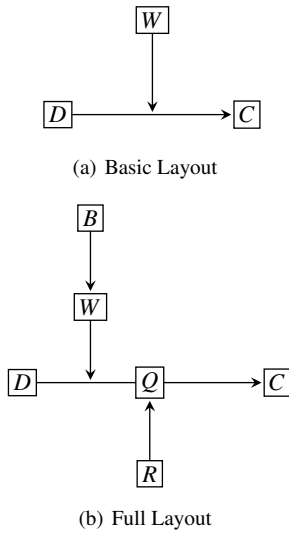 W
D C
(a) Basic Layout
B
W
D Q C
R
(b) Full Layout